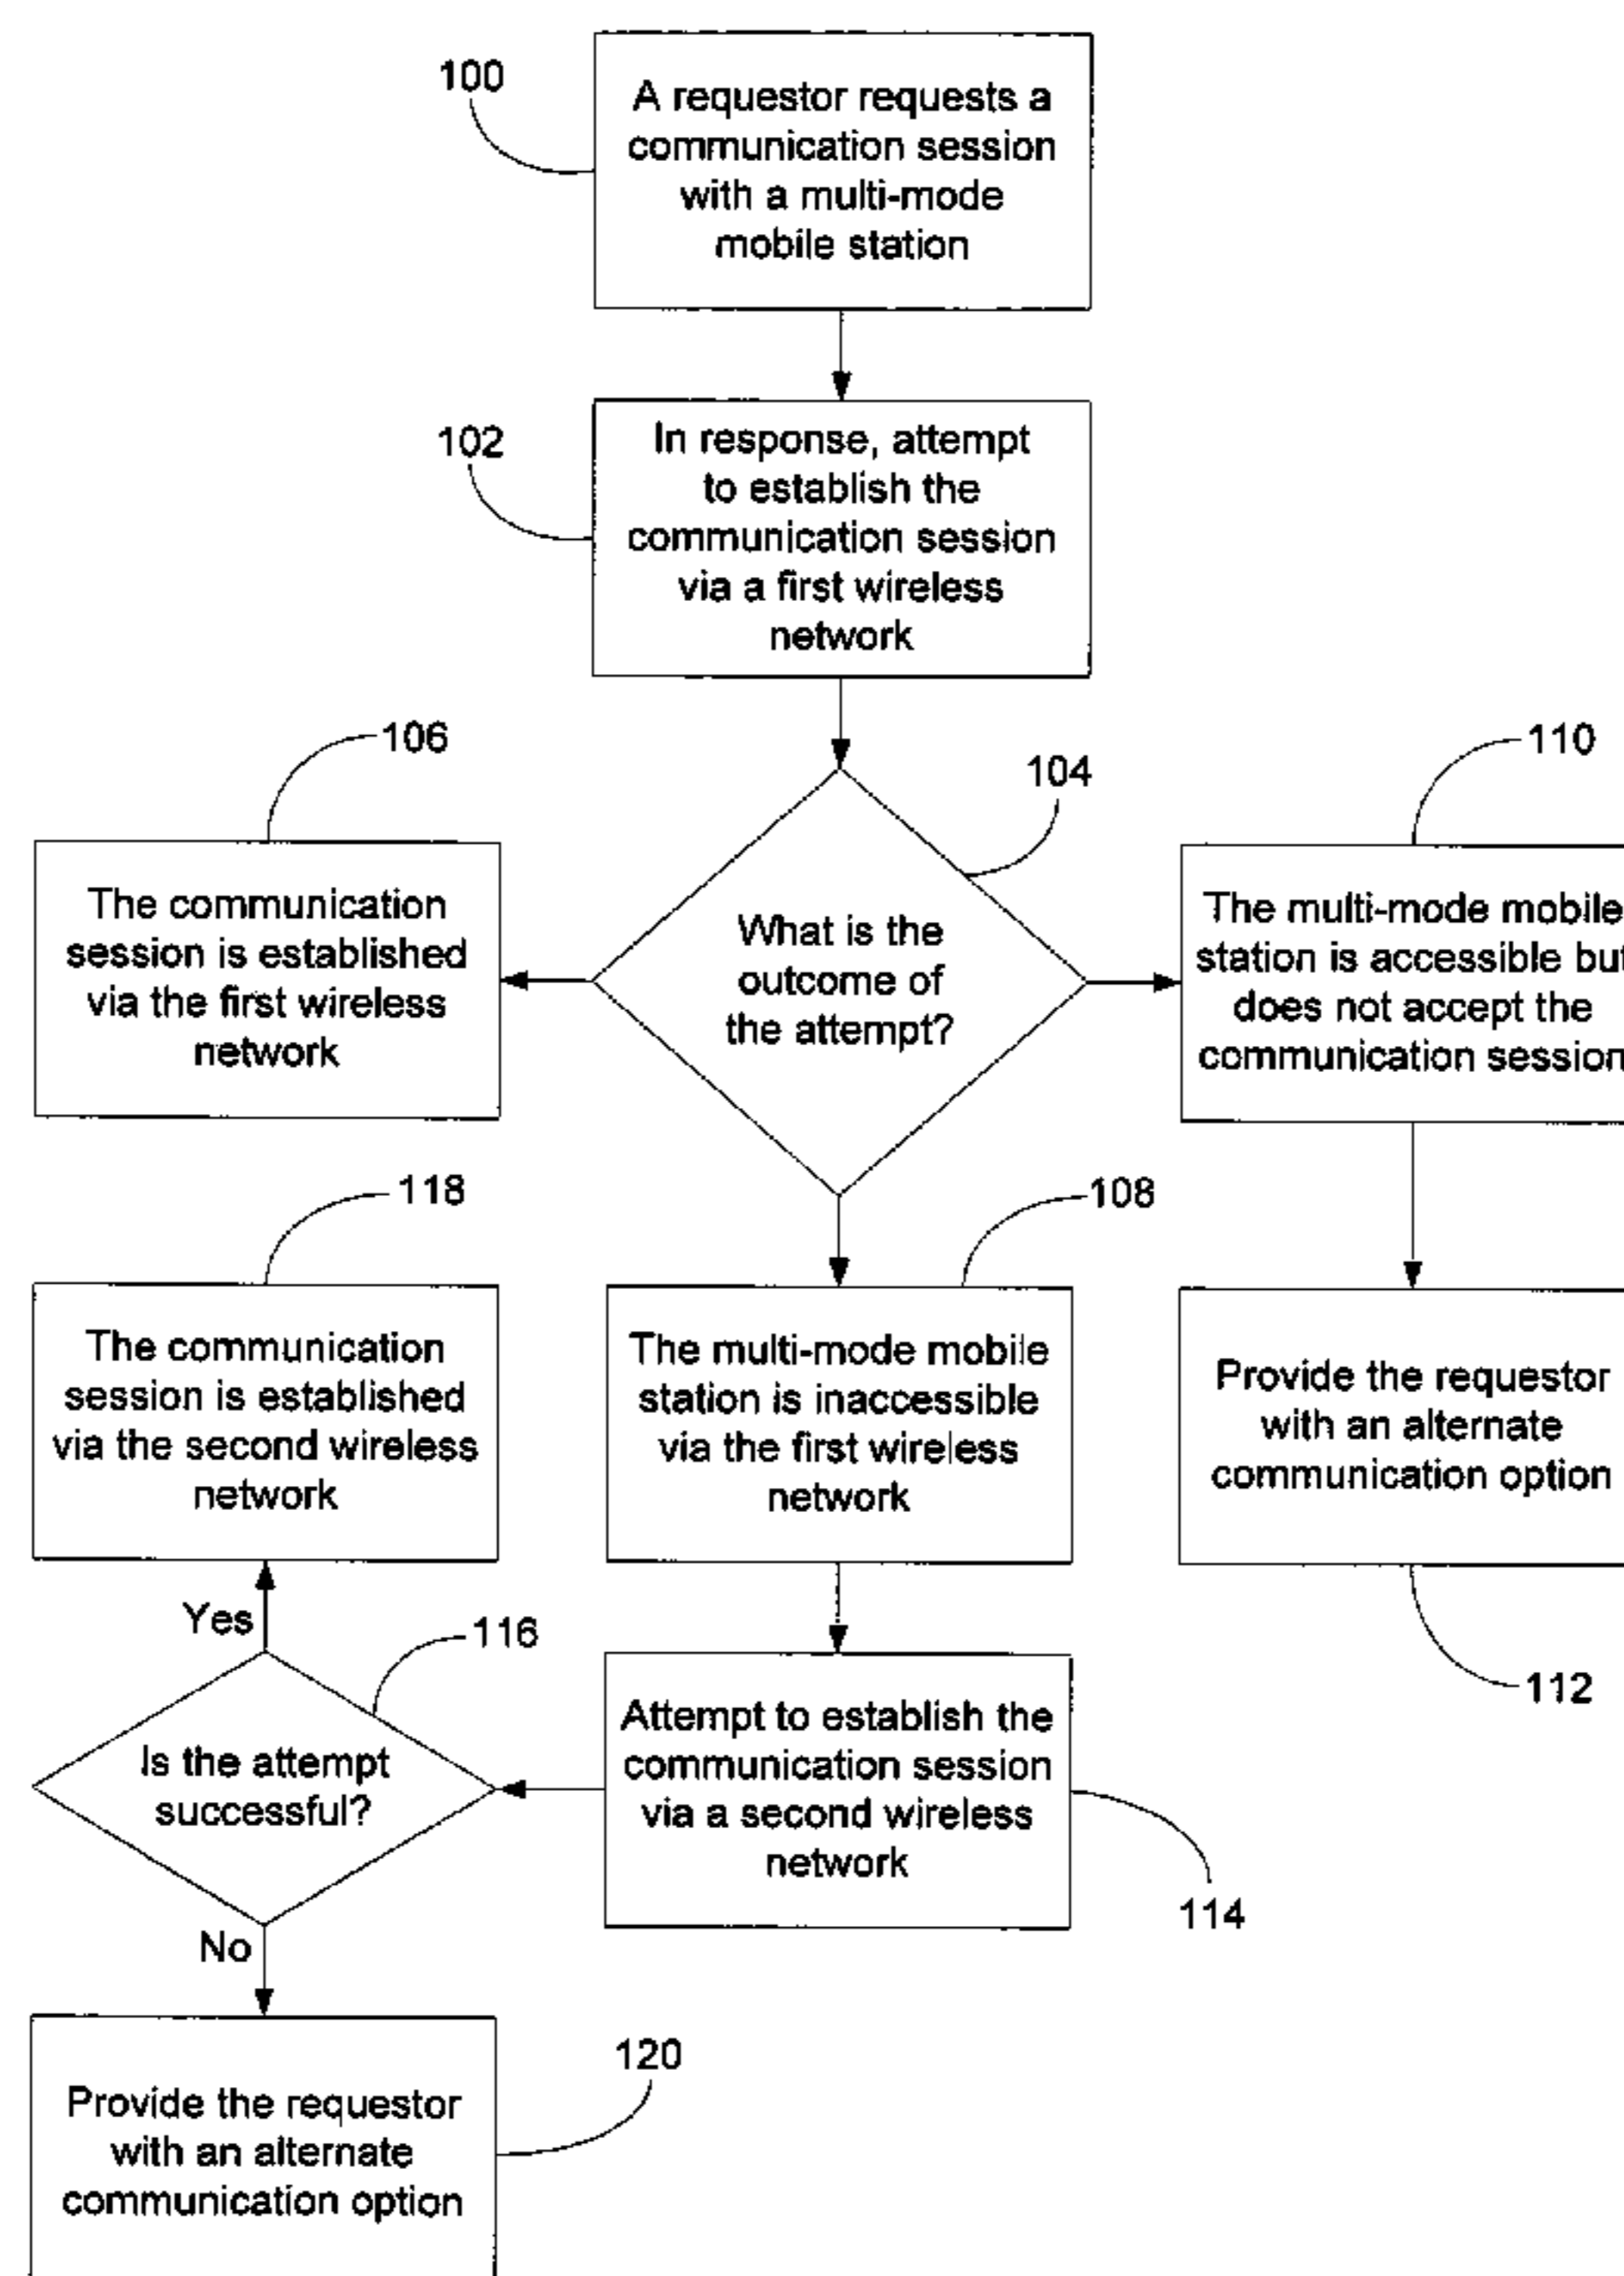 100
A requestor requests a
communication session
with a multi-mode
mobile station
102
In response, attempt
to establish the
communication session
via a first wireless
network
106
The communication
session is established
via the first wireless
network
104
What is the
outcome of
the attempt?
110
The multi-mode mobile
station is accessible but
does not accept the
communication session
118
The communication
session is established
via the second wireless
network
108
The multi-mode mobile
station is inaccessible
via the first wireless
network
Provide the requestor
with an alternate
communication option
112
Yes
116
Is the attempt
successful?
Attempt to establish the
communication session
via a second wireless
network
114
No
120
Provide the requestor
with an alternate
communication option